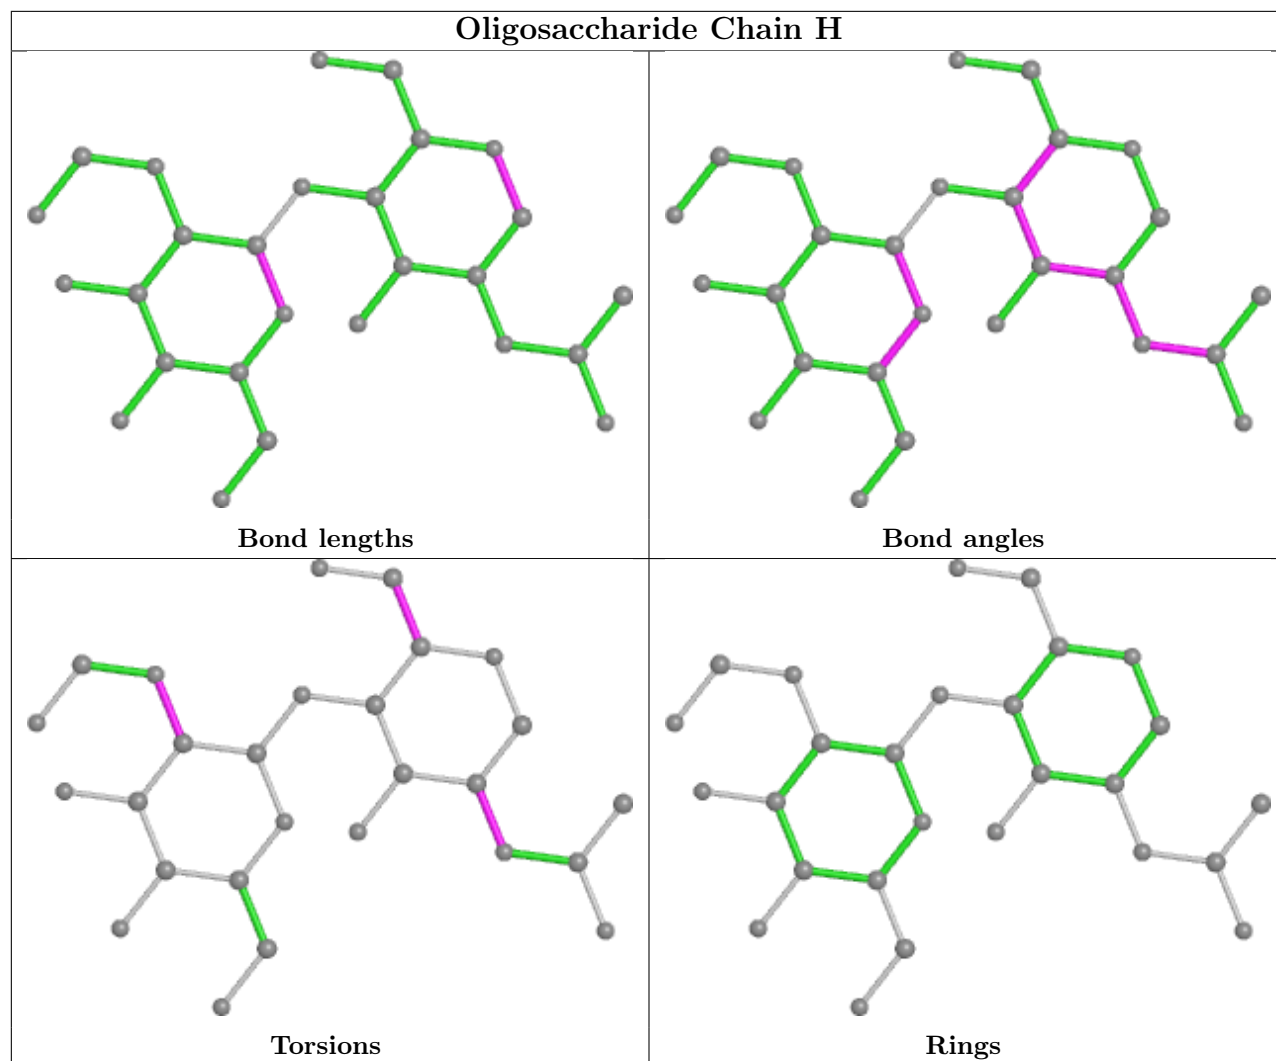 Oligosaccharide Chain H
Bond lengths
Bond angles
Torsions
Rings